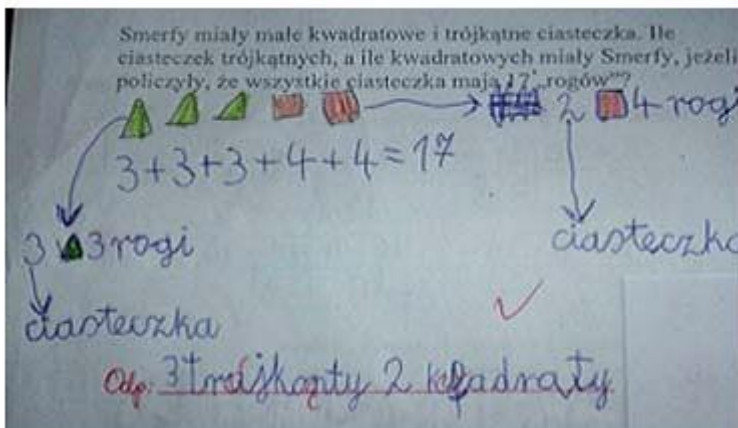 Smerfy miały małe kwadratowe i trójkątne ciasteczka. Ile
ciasteczek trójkątnych, a ile kwadratowych miały Smerfy, jeżeli
policzyły, że wszystkie ciasteczka mają 17 „rogów”?
2 4 rogi
3+3+3+4+4=17
3 3 rogi
ciasteczka
ciasteczka
Odp. 3 trujkonty 2 kwadraty